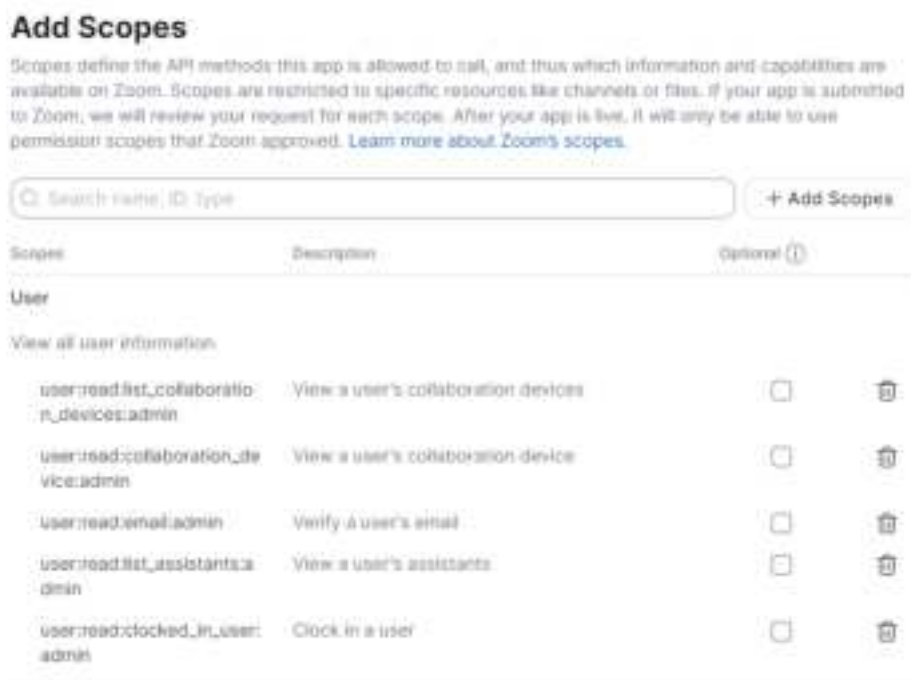 Add Scopes
Scopes define the API methods this app is allowed to call, and thus which information and capabilities are
available on Zoom. Scopes are restricted to specific resources like channels or files. If your app is submitted
to Zoom, we will review your request for each scope. After your app is live, it will only be able to use
permission scopes that Zoom approved. Learn more about Zoom's scopes.
Search name, ID, Type
+ Add Scopes
Scopes Description Optional
User
View all user information
user:read:list_collaboratio View a user's collaboration devices
n_devices:admin
user:read:collaboration_de View a user's collaboration device
vice:admin
user:read:email:admin Verify a user's email
user:read:list_assistants:a View a user's assistants
dmin
user:read:clocked_in_user: Clock in a user
admin